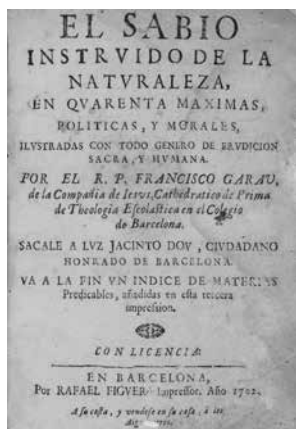 EL SABIO
INSTRVIDO DE LA
NATVRALEZA,
EN QVARENTA MAXIMAS,
POLITICAS, Y MORALES,
ILVSTRADAS CON TODO GENERO DE ERVDICION
SACRA, Y HVMANA.
POR EL R. P. FRANCISCO GARAV,
de la Compañia de Iesvs, Cathedratico de Prima
de Theologia Escolastica en el Colegio
de Barcelona.
SACALE A LVZ JACINTO DOV, CIVDADANO
HONRADO DE BARCELONA.
VA A LA FIN VN INDICE DE MATERIAS
Predicables, añadidas en esta tercera
impression.
CON LICENCIA:
EN BARCELONA,
Por RAFAEL FIGVERÒ Impressor. Año 1702.
A su costa, y vendese en su casa, à los